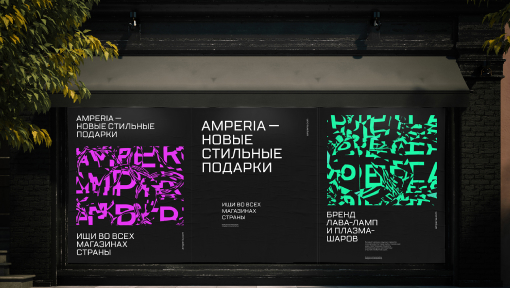 AMPERIA —
НОВЫЕ СТИЛЬНЫЕ
ПОДАРКИ
ИЩИ ВО ВСЕХ
МАГАЗИНАХ
СТРАНЫ
AMPERIA —
НОВЫЕ
СТИЛЬНЫЕ
ПОДАРКИ
ИЩИ ВО ВСЕХ
МАГАЗИНАХ
СТРАНЫ
БРЕНД
ЛАВА-ЛАМП
И ПЛАЗМА-
ШАРОВ